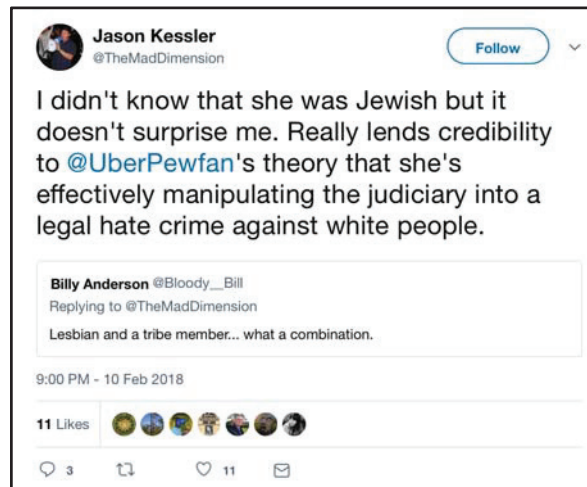 Jason Kessler
@TheMadDimension
Follow
I didn't know that she was Jewish but it
doesn't surprise me. Really lends credibility
to @UberPewfan's theory that she's
effectively manipulating the judiciary into a
legal hate crime against white people.
Billy Anderson @Bloody__Bill
Replying to @TheMadDimension
Lesbian and a tribe member... what a combination.
9:00 PM - 10 Feb 2018
11 Likes
3 11